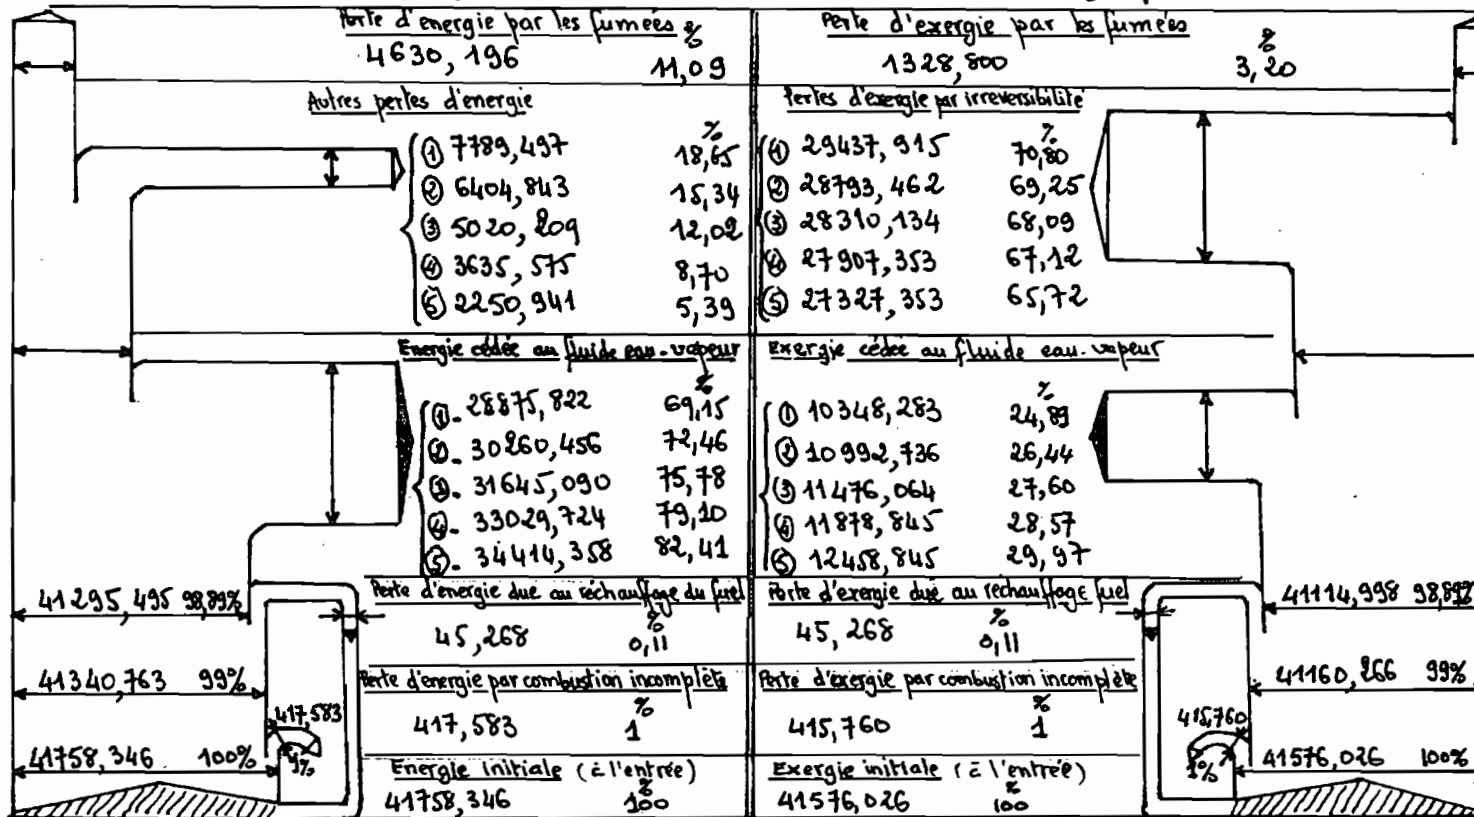 Perte d'energie par les fumées %
4630,196 11,09
Autres pertes d'énergie
%
① 7789,497 18,65
② 6404,843 15,34
③ 5020,209 12,02
④ 3635,575 8,70
⑤ 2250,941 5,39
Energie cédée au fluide eau-vapeur
%
①- 28875,822 69,15
②- 30260,456 72,46
③- 31645,090 75,78
④- 33029,724 79,10
⑤- 34414,358 82,41
Perte d'énergie due au réchauffage du fuel
%
45,268 0,11
Perte d'énergie par combustion incomplète
%
417,583 1
Energie initiale (à l'entrée)
%
41758,346 100
41295,495 98,89%
41340,763 99%
417,583
1%
41758,346 100%
Perte d'exergie par les fumées
%
1328,800 3,20
Pertes d'exergie par irreversibilité
%
① 29437,915 70,80
② 28793,462 69,25
③ 28310,134 68,09
④ 27907,353 67,12
⑤ 27327,353 65,72
Exergie cédée au fluide eau-vapeur
%
① 10348,283 24,89
② 10992,736 26,44
③ 11476,064 27,60
④ 11878,845 28,57
⑤ 12458,845 29,97
Perte d'exergie due au rechauffage fuel
%
45,268 0,11
Perte d'exergie par combustion incomplète
%
415,760 1
Exergie initiale (à l'entrée)
%
41576,026 100
41114,998 98,89%
41160,266 99%
415,760
1%
41576,026 100%